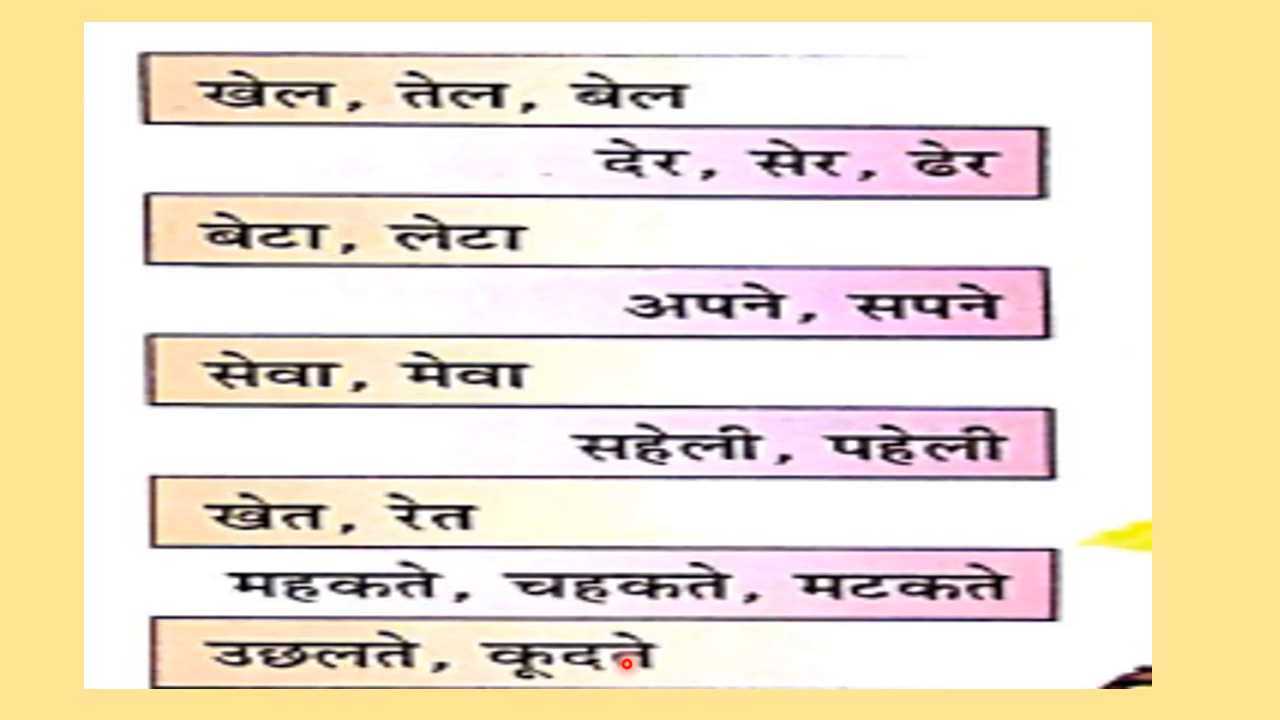 खेल, तेल, बेल
देर, सेर, ढेर
बेटा, लेटा
अपने, सपने
सेवा, मेवा
सहेली, पहेली
खेत, रेत
महकते, चहकते, मटकते
उछलते, कूदते